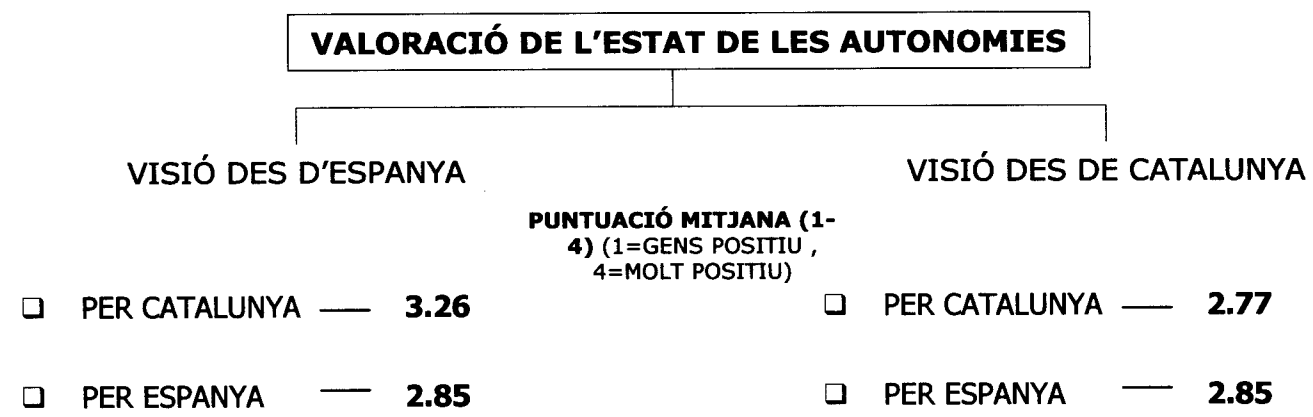 VALORACIÓ DE L'ESTAT DE LES AUTONOMIES
VISIÓ DES D'ESPANYA
VISIÓ DES DE CATALUNYA
PUNTUACIÓ MITJANA (1-
4) (1=GENS POSITIU ,
4=MOLT POSITIU)
❑ PER CATALUNYA — 3.26
❑ PER CATALUNYA — 2.77
❑ PER ESPANYA — 2.85
❑ PER ESPANYA — 2.85